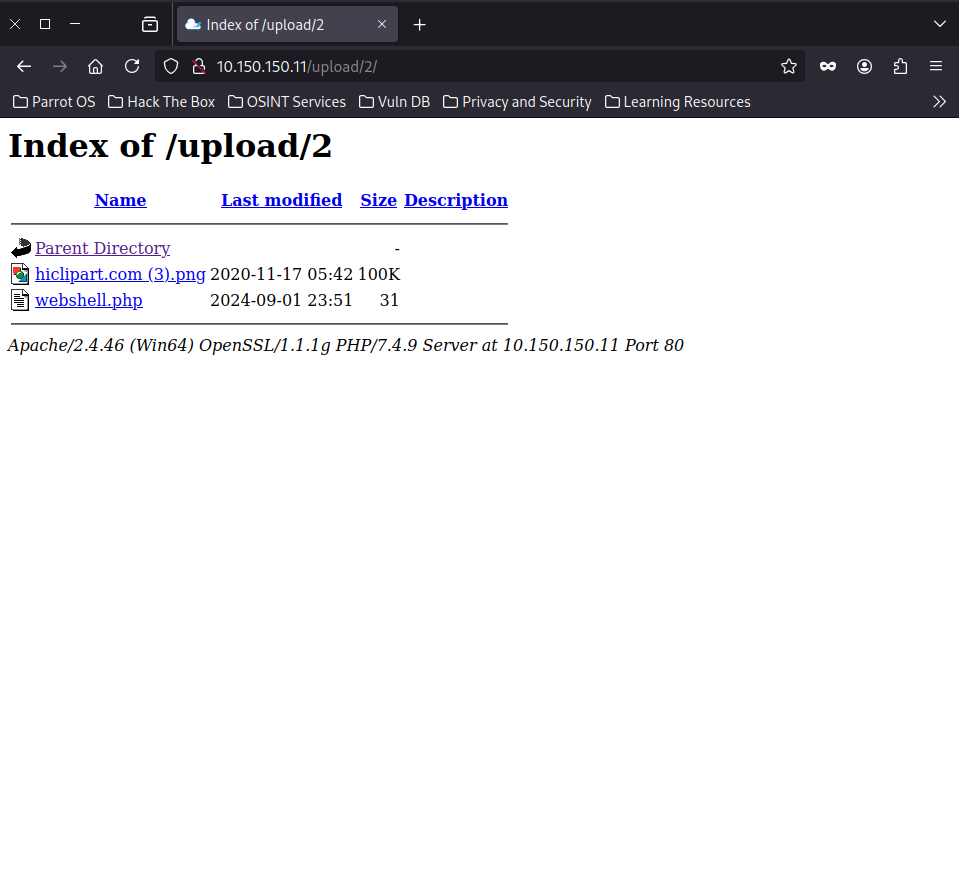 Index of /upload/2
10.150.150.11/upload/2/
Parrot OS Hack The Box OSINT Services Vuln DB Privacy and Security Learning Resources
Index of /upload/2
Name Last modified Size Description
Parent Directory -
hiclipart.com (3).png 2020-11-17 05:42 100K
webshell.php 2024-09-01 23:51 31
Apache/2.4.46 (Win64) OpenSSL/1.1.1g PHP/7.4.9 Server at 10.150.150.11 Port 80